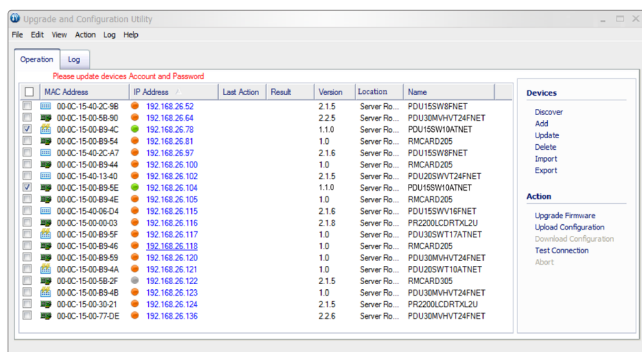 Upgrade and Configuration Utility
File Edit View Action Log Help
Operation Log
Please update devices Account and Password
MAC Address IP Address Last Action Result Version Location Name
00-0C-15-40-2C-9B 192.168.26.52 2.1.5 Server Ro... PDU15SW8FNET
00-0C-15-00-5B-90 192.168.26.64 2.2.5 Server Ro... PDU30MVHVT24FNET
00-0C-15-00-B9-4C 192.168.26.78 1.1.0 Server Ro... PDU15SW10ATNET
00-0C-15-00-B9-54 192.168.26.81 1.0 Server Ro... RMCARD205
00-0C-15-40-2C-A7 192.168.26.97 2.1.6 Server Ro... PDU15SW8FNET
00-0C-15-00-B9-44 192.168.26.100 1.0 Server Ro... RMCARD205
00-0C-15-40-13-40 192.168.26.102 2.1.5 Server Ro... PDU20SWVT24FNET
00-0C-15-00-B9-5E 192.168.26.104 1.1.0 Server Ro... PDU15SW10ATNET
00-0C-15-00-B9-4E 192.168.26.105 1.0 Server Ro... RMCARD205
00-0C-15-40-06-D4 192.168.26.115 2.1.6 Server Ro... PDU15SWV16FNET
00-0C-15-00-00-03 192.168.26.116 2.1.8 Server Ro... PR2200LCDRTXL2U
00-0C-15-00-B9-5F 192.168.26.117 1.0 Server Ro... PDU30SWT17ATNET
00-0C-15-00-B9-46 192.168.26.118 1.0 Server Ro... RMCARD205
00-0C-15-00-B9-59 192.168.26.120 1.0 Server Ro... PDU30MVHVT24FNET
00-0C-15-00-B9-4A 192.168.26.121 1.0 Server Ro... PDU20SWT10ATNET
00-0C-15-00-5B-2F 192.168.26.122 2.1.5 Server Ro... RMCARD305
00-0C-15-00-B9-4B 192.168.26.123 1.0 Server Ro... PDU30MVHVT24FNET
00-0C-15-00-30-21 192.168.26.124 2.1.5 Server Ro... PR2200LCDRTXL2U
00-0C-15-00-77-DE 192.168.26.136 2.2.6 Server Ro... PDU30MVHVT24FNET
Devices
Discover
Add
Update
Delete
Import
Export
Action
Upgrade Firmware
Upload Configuration
Download Configuration
Test Connection
Abort